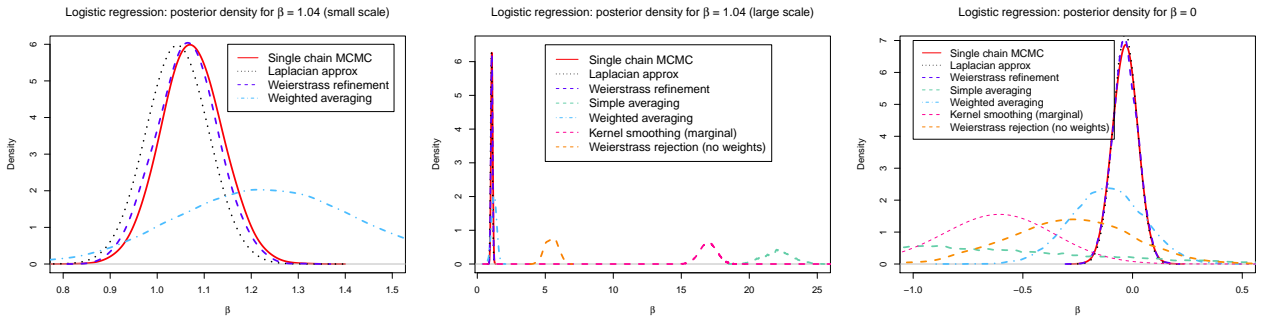 Logistic regression: posterior density for β = 1.04 (small scale)
Density
0
1
2
3
4
5
6
Single chain MCMC
Laplacian approx
Weierstrass refinement
Weighted averaging
0.8 0.9 1.0 1.1 1.2 1.3 1.4 1.5
β
Logistic regression: posterior density for β = 1.04 (large scale)
Density
0
1
2
3
4
5
6
Single chain MCMC
Laplacian approx
Weierstrass refinement
Simple averaging
Weighted averaging
Kernel smoothing (marginal)
Weierstrass rejection (no weights)
0 5 10 15 20 25
β
Logistic regression: posterior density for β = 0
Density
0
1
2
3
4
5
6
7
Single chain MCMC
Laplacian approx
Weierstrass refinement
Simple averaging
Weighted averaging
Kernel smoothing (marginal)
Weierstrass rejection (no weights)
−1.0 −0.5 0.0 0.5
β